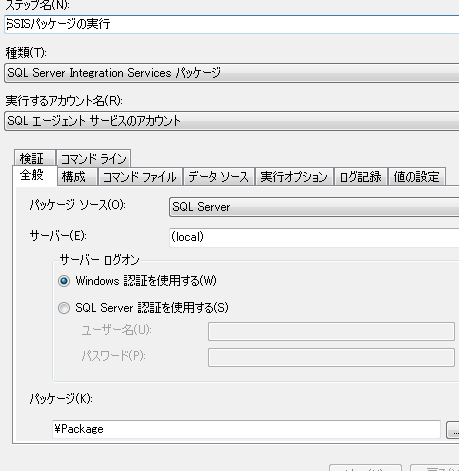 ステップ名(N):
SSISパッケージの実行
種類(T):
SQL Server Integration Services パッケージ
実行するアカウント名(R):
SQL エージェント サービスのアカウント
検証 コマンド ライン
全般 構成 コマンド ファイル データ ソース 実行オプション ログ記録 値の設定
パッケージ ソース(O): SQL Server
サーバー(E): (local)
サーバー ログオン
Windows 認証を使用する(W)
SQL Server 認証を使用する(S)
ユーザー名(U):
パスワード(P):
パッケージ(K):
¥Package ...